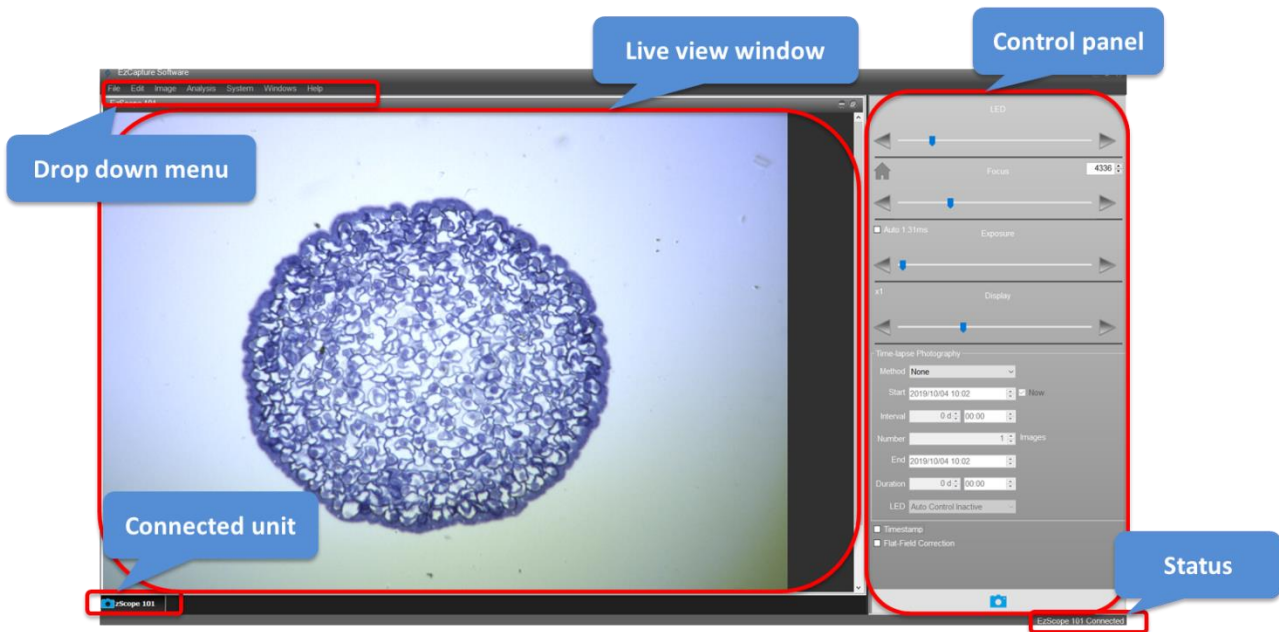 Live view window
Control panel
EzCapture Software
File Edit Image Analysis System Windows Help
EzScope 101
LED
Drop down menu
Focus
4336
Auto 1.31ms
Exposure
x1
Display
Time-lapse Photography
Method None
Start 2019/10/04 10:02 Now
Interval 0 d 00:00
Number 1 Images
End 2019/10/04 10:02
Duration 0 d 00:00
LED Auto Control Inactive
Connected unit
Timestamp
Flat-Field Correction
Status
zScope 101
EzScope 101 Connected